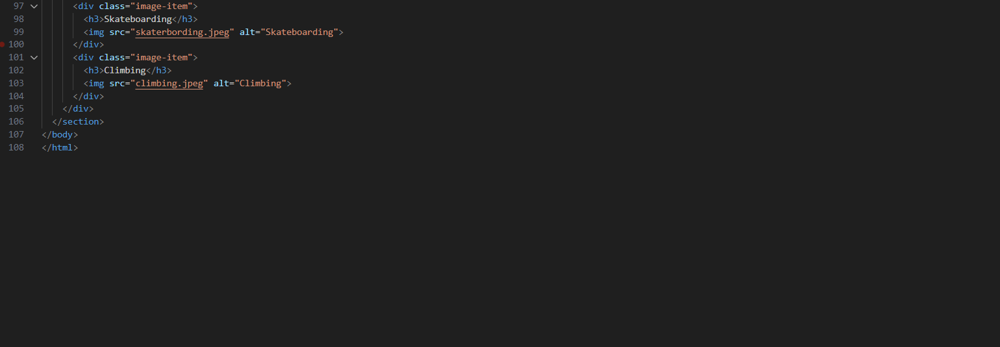 97 <div class="image-item">
98 <h3>Skateboarding</h3>
99 <img src="skaterbording.jpeg" alt="Skateboarding">
100 </div>
101 <div class="image-item">
102 <h3>Climbing</h3>
103 <img src="climbing.jpeg" alt="Climbing">
104 </div>
105 </div>
106 </section>
107 </body>
108 </html>